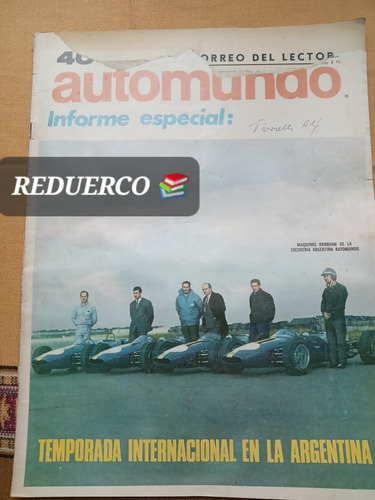 40
CORREO DEL LECTOR
automundo
Informe especial:
REDUERCO
MAQUINAS BRABHAM DE LA
ESCUDERIA ARGENTINA AUTOMUNDO
TEMPORADA INTERNACIONAL EN LA ARGENTINA